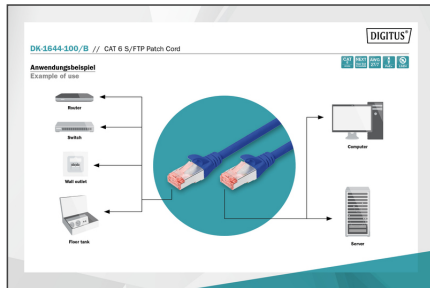 DIGITUS®
DK-1644-100/B // CAT 6 S/FTP Patch Cord
Anwendungsbeispiel
Example of use
Router
Switch
Wall outlet
Floor tank
Computer
Server